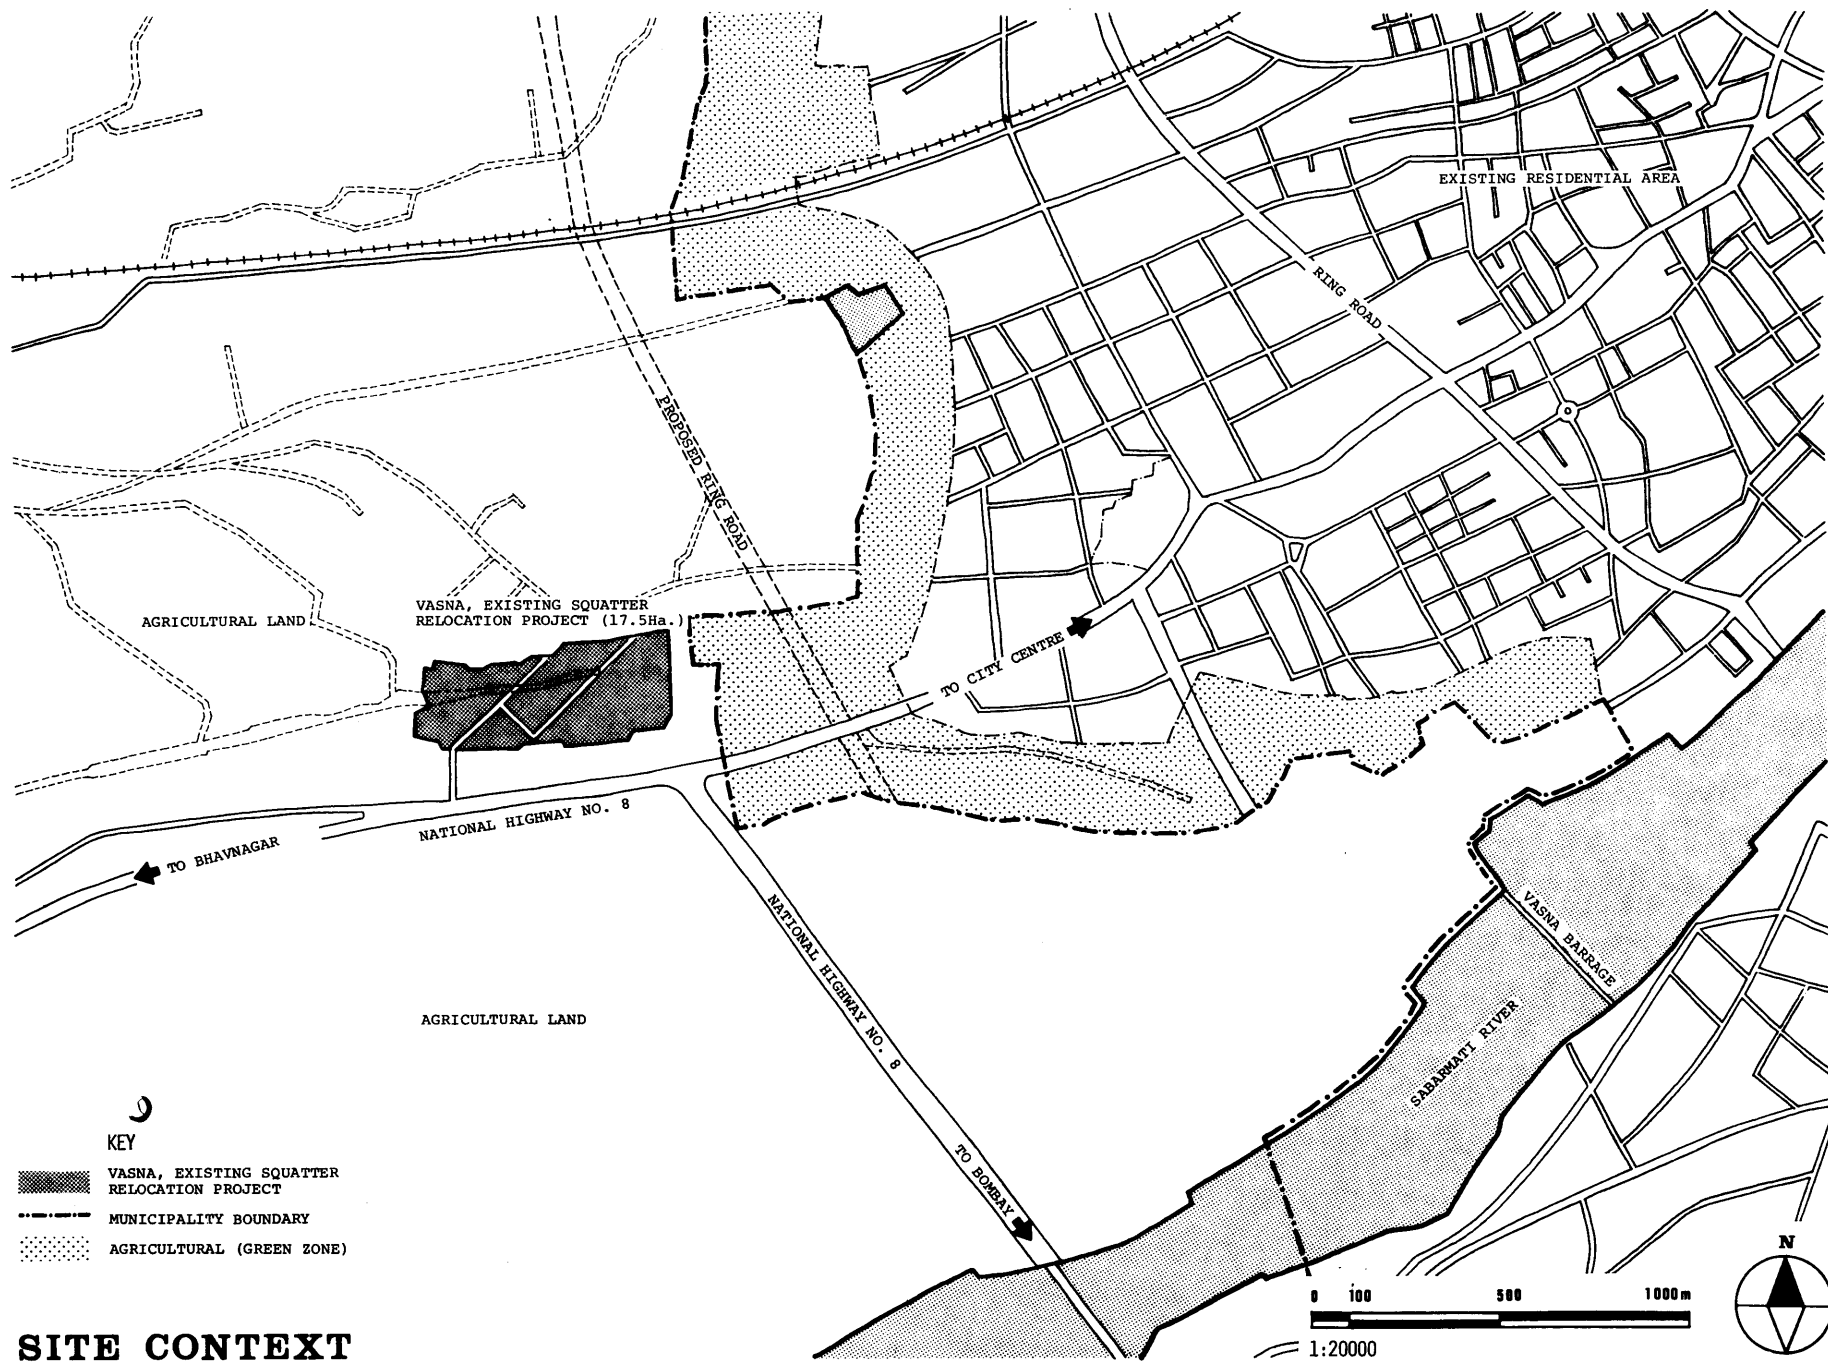 EXISTING RESIDENTIAL AREA
RING ROAD
PROPOSED RING ROAD
AGRICULTURAL LAND
VASNA, EXISTING SQUATTER
RELOCATION PROJECT (17.5Ha.)
TO CITY CENTRE
NATIONAL HIGHWAY NO. 8
TO BHAVNAGAR
NATIONAL HIGHWAY NO. 8
VASNA BARRAGE
SABARMATI RIVER
AGRICULTURAL LAND
TO BOMBAY
KEY
VASNA, EXISTING SQUATTER
RELOCATION PROJECT
MUNICIPALITY BOUNDARY
AGRICULTURAL (GREEN ZONE)
N
0 100 500 1000m
1:20000
SITE CONTEXT